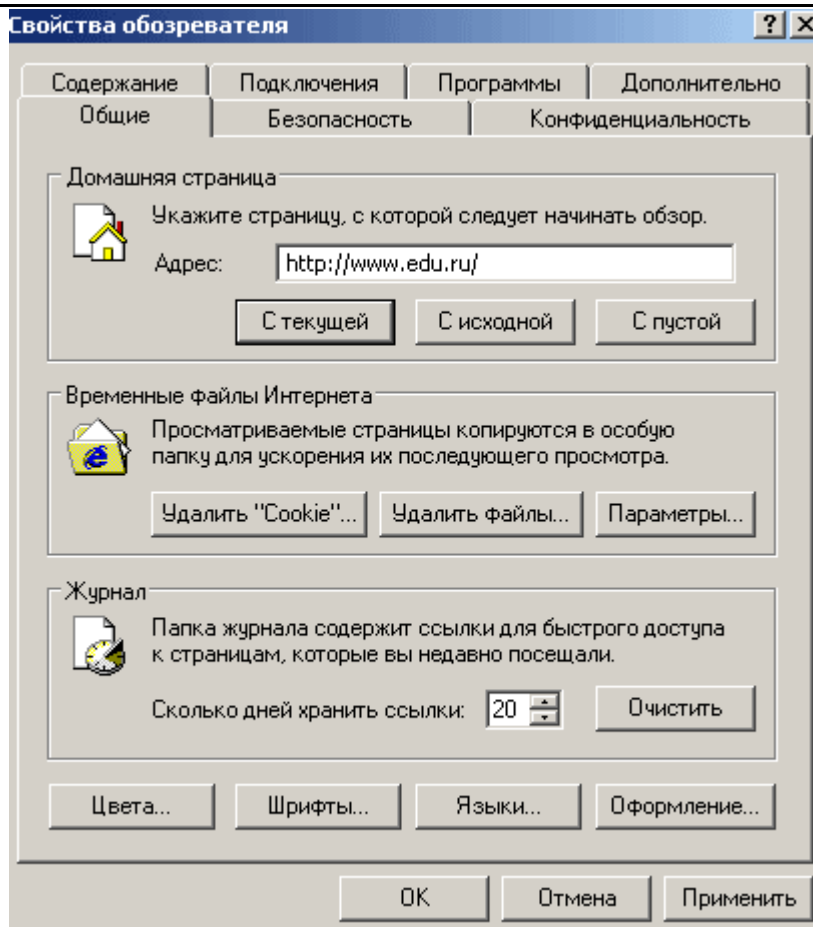 Свойства обозревателя
Содержание Подключения Программы Дополнительно
Общие Безопасность Конфиденциальность
Домашняя страница
Укажите страницу, с которой следует начинать обзор.
Адрес: http://www.edu.ru/
С текущей С исходной С пустой
Временные файлы Интернета
Просматриваемые страницы копируются в особую
папку для ускорения их последующего просмотра.
Удалить "Cookie"... Удалить файлы... Параметры...
Журнал
Папка журнала содержит ссылки для быстрого доступа
к страницам, которые вы недавно посещали.
Сколько дней хранить ссылки: 20 Очистить
Цвета... Шрифты... Языки... Оформление...
OK Отмена Применить